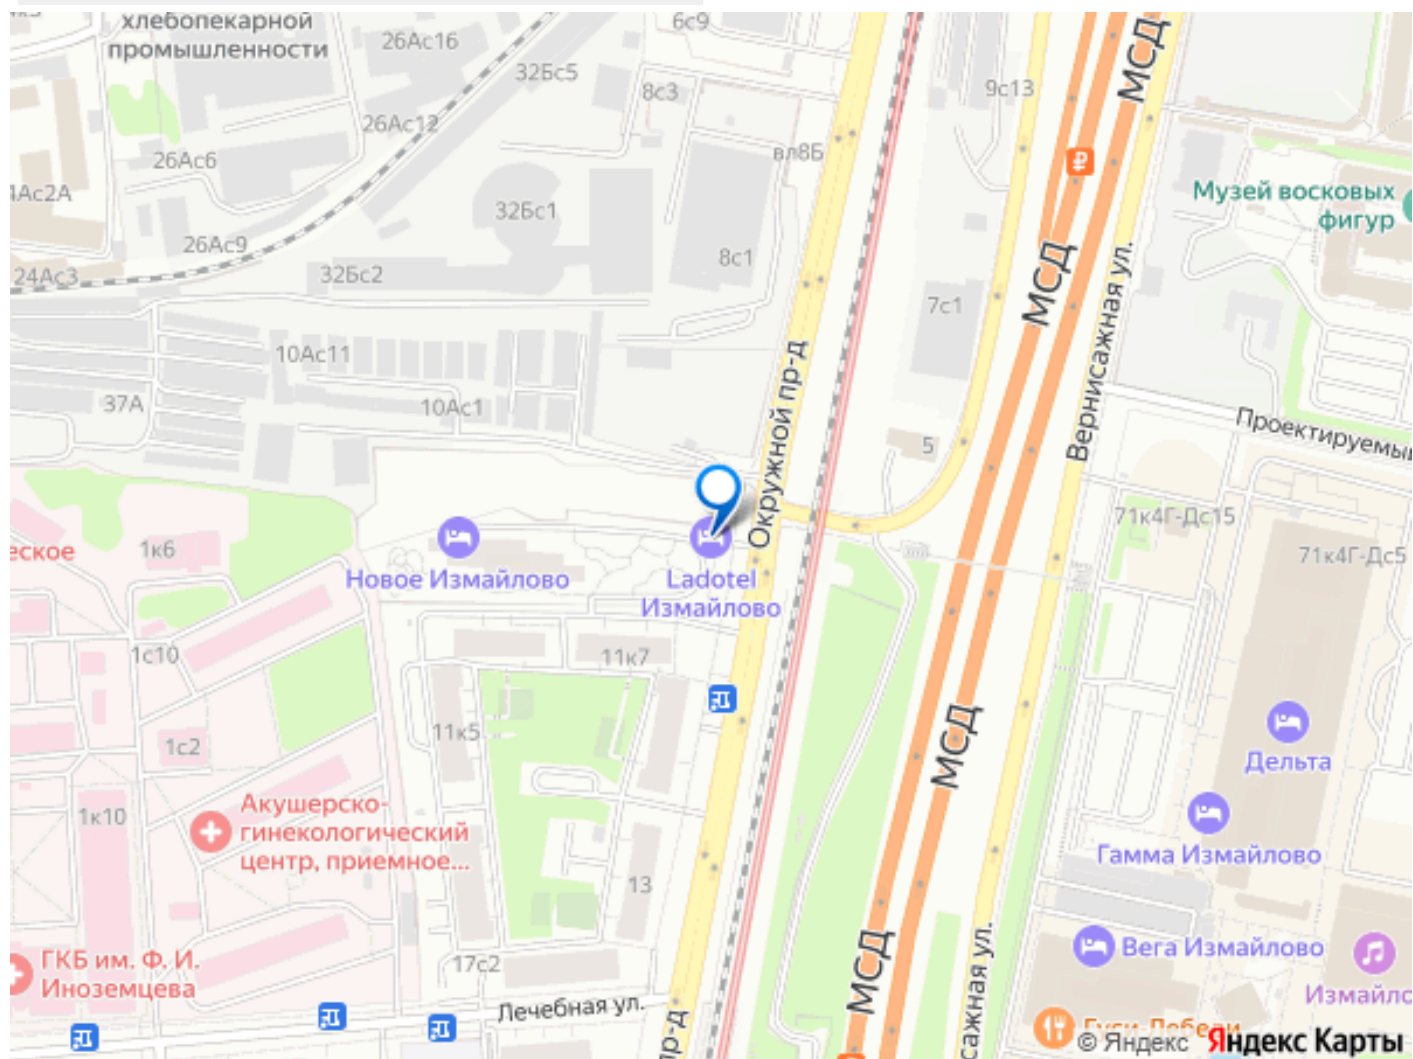 хлебопекарной
промышленности
26Ас16
6с9
32Бс5
8с3
9с13
МСД
26Ас12
вл8Б
26Ас6
Музей восковых
фигур
32Бс1
26Ас9
8с1
24Ас3
32Бс2
МСД
Вернисажная ул.
7с1
10Ас11
Окружной пр-д
37А
10Ас1
Проектируемый
5
71к4Г-Дс15
еское
1к6
71к4Г-Дс5
Новое Измайлово
Ladotel
Измайлово
1с10
11к7
11к5
1с2
МСД
Дельта
1к10
Акушерско-
гинекологический
центр, приемное...
Гамма Измайлово
13
Вега Измайлово
ГКБ им. Ф. И.
Иноземцева
17с2
МСД
сажная ул.
Измайло
Лечебная ул.
пр-д
Гуси-Лебеди
© Яндекс Яндекс Карты